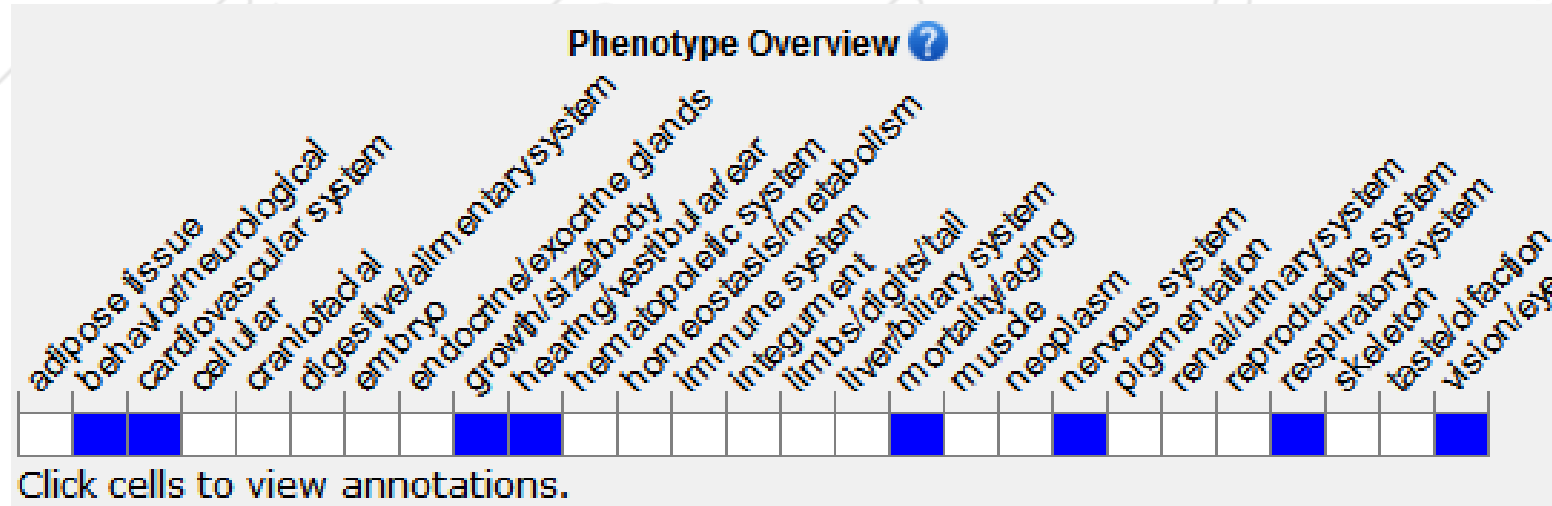 Phenotype Overview ?
adipose tissue
behavior/neurological
cardiovascular system
cellular
craniofacial
digestive/alimentary system
embryo
endocrine/exocrine glands
growth/size/body
hearing/vestibular/ear
hematopoietic system
homeostasis/metabolism
immune system
integument
limbs/digits/tail
liver/biliary system
mortality/aging
muscle
neoplasm
nervous system
pigmentation
renal/urinary system
reproductive system
respiratory system
skeleton
taste/olfaction
vision/eye
Click cells to view annotations.